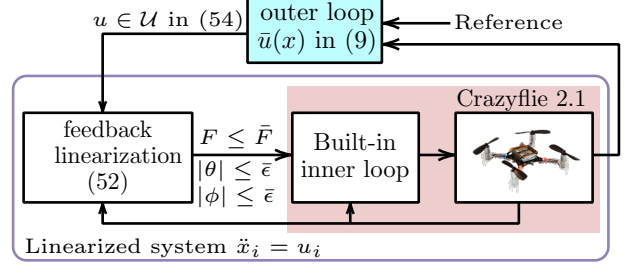 u ∈ 𝒰 in (54)
outer loop
ū(x) in (9)
Reference
Crazyflie 2.1
feedback
linearization
(52)
F ≤ F̄
|θ| ≤ ϵ̄
|ϕ| ≤ ϵ̄
Built-in
inner loop
Linearized system ẍᵢ = uᵢ